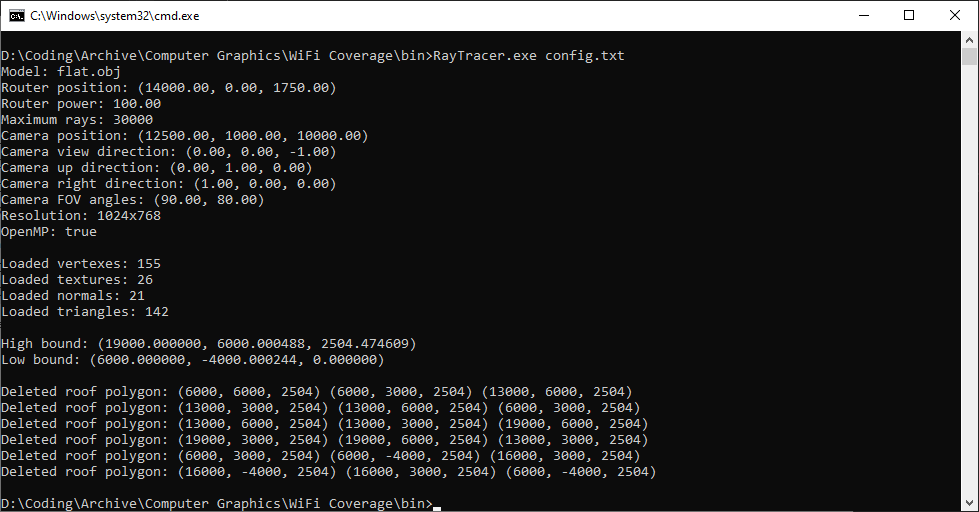 C:\Windows\system32\cmd.exe
D:\Coding\Archive\Computer Graphics\WiFi Coverage\bin>RayTracer.exe config.txt
Model: flat.obj
Router position: (14000.00, 0.00, 1750.00)
Router power: 100.00
Maximum rays: 30000
Camera position: (12500.00, 1000.00, 10000.00)
Camera view direction: (0.00, 0.00, -1.00)
Camera up direction: (0.00, 1.00, 0.00)
Camera right direction: (1.00, 0.00, 0.00)
Camera FOV angles: (90.00, 80.00)
Resolution: 1024x768
OpenMP: true
Loaded vertexes: 155
Loaded textures: 26
Loaded normals: 21
Loaded triangles: 142
High bound: (19000.000000, 6000.000488, 2504.474609)
Low bound: (6000.000000, -4000.000244, 0.000000)
Deleted roof polygon: (6000, 6000, 2504) (6000, 3000, 2504) (13000, 6000, 2504)
Deleted roof polygon: (13000, 3000, 2504) (13000, 6000, 2504) (6000, 3000, 2504)
Deleted roof polygon: (13000, 6000, 2504) (13000, 3000, 2504) (19000, 6000, 2504)
Deleted roof polygon: (19000, 3000, 2504) (19000, 6000, 2504) (13000, 3000, 2504)
Deleted roof polygon: (6000, 3000, 2504) (6000, -4000, 2504) (16000, 3000, 2504)
Deleted roof polygon: (16000, -4000, 2504) (16000, 3000, 2504) (6000, -4000, 2504)
D:\Coding\Archive\Computer Graphics\WiFi Coverage\bin>